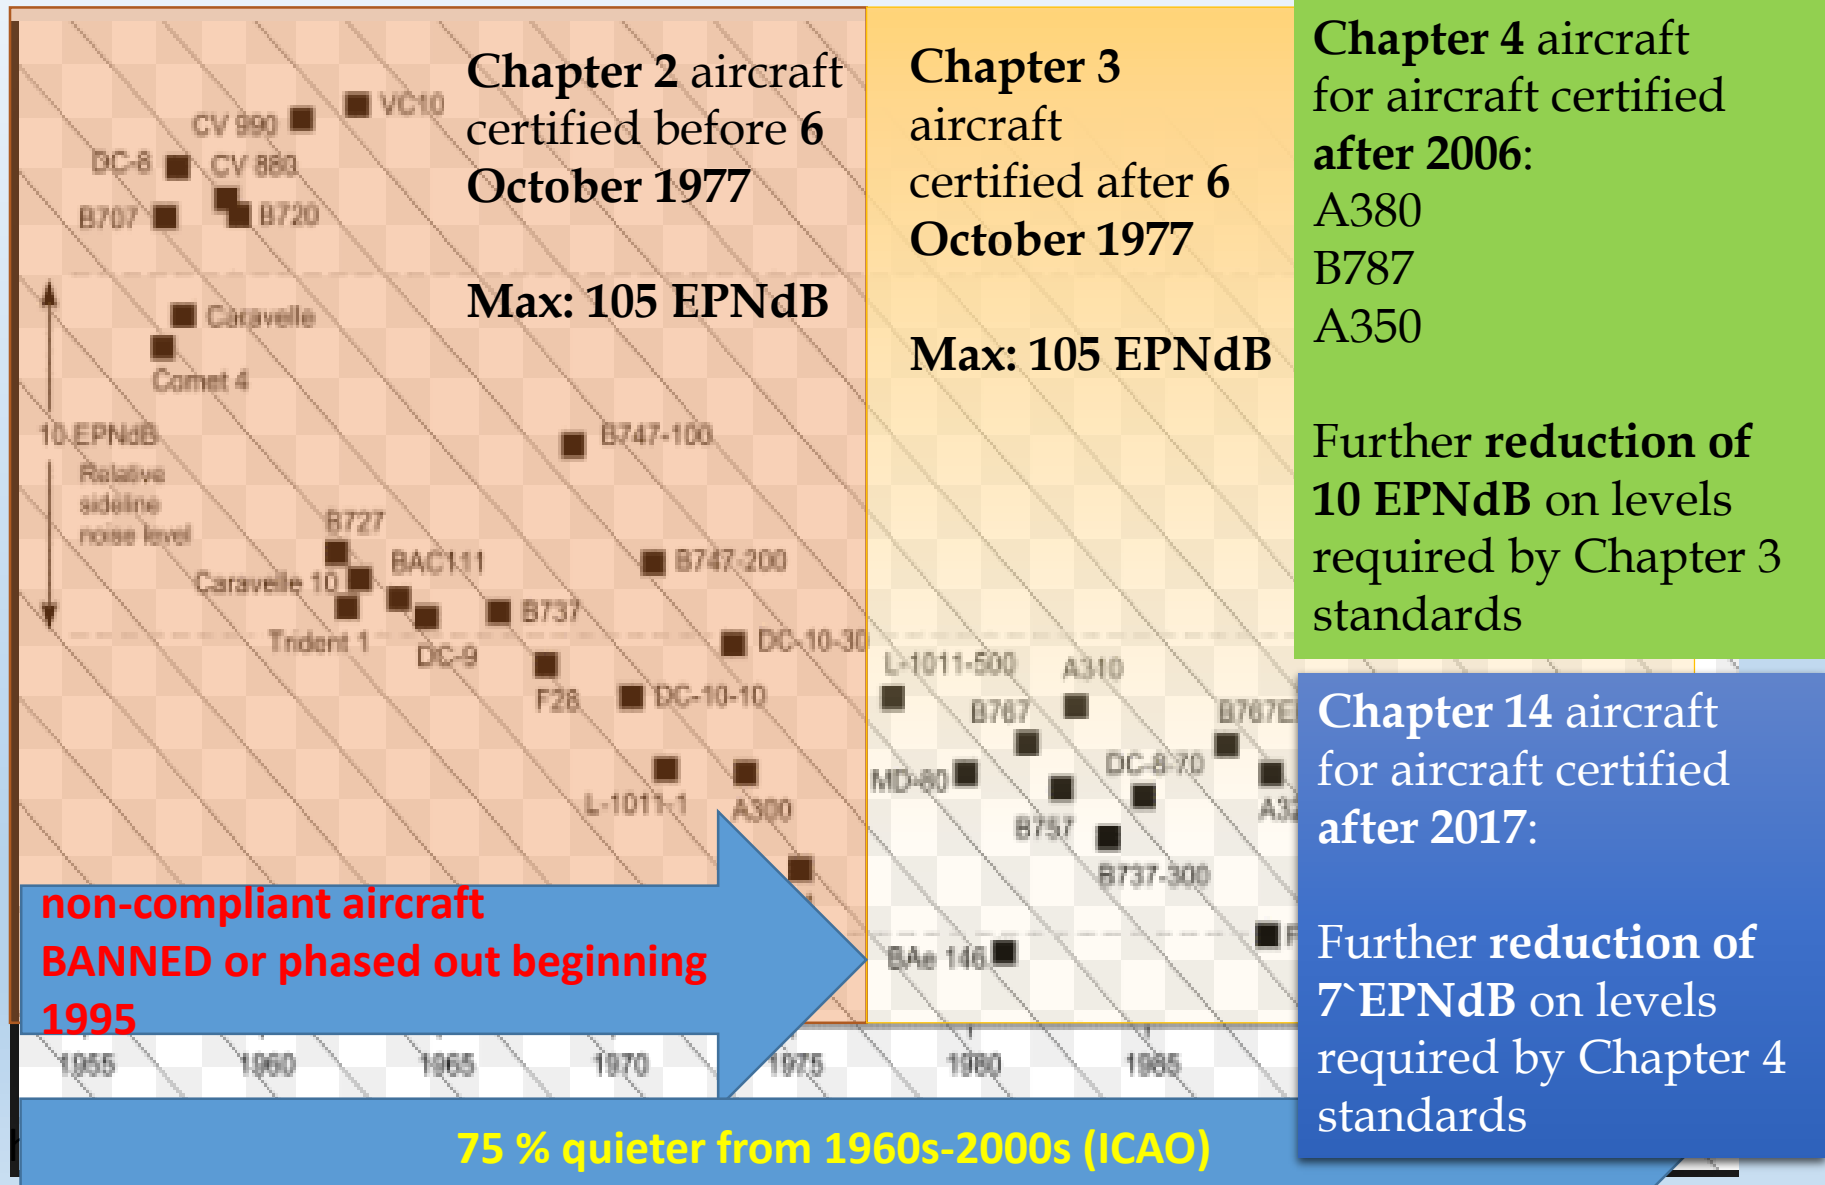 Chapter 2 aircraft
certified before 6
October 1977
Max: 105 EPNdB
Chapter 3
aircraft
certified after 6
October 1977
Max: 105 EPNdB
Chapter 4 aircraft
for aircraft certified
after 2006:
A380
B787
A350
Further reduction of
10 EPNdB on levels
required by Chapter 3
standards
Chapter 14 aircraft
for aircraft certified
after 2017:
Further reduction of
7`EPNdB on levels
required by Chapter 4
standards
CV 990
VC10
DC-8
CV 880
B707
B720
Caravelle
Comet 4
10 EPNdB
Relative
sideline
noise level
B747-100
B727
BAC111
B747-200
Caravelle 10
B737
Trident 1
DC-9
DC-10-30
F28
DC-10-10
L-1011-1
A300
L-1011-500
A310
B767
B767E
MD-80
DC-8-70
A32
B757
B737-300
BAe 146
F
non-compliant aircraft
BANNED or phased out beginning
1995
1955 1960 1965 1970 1975 1980 1985
75 % quieter from 1960s-2000s (ICAO)